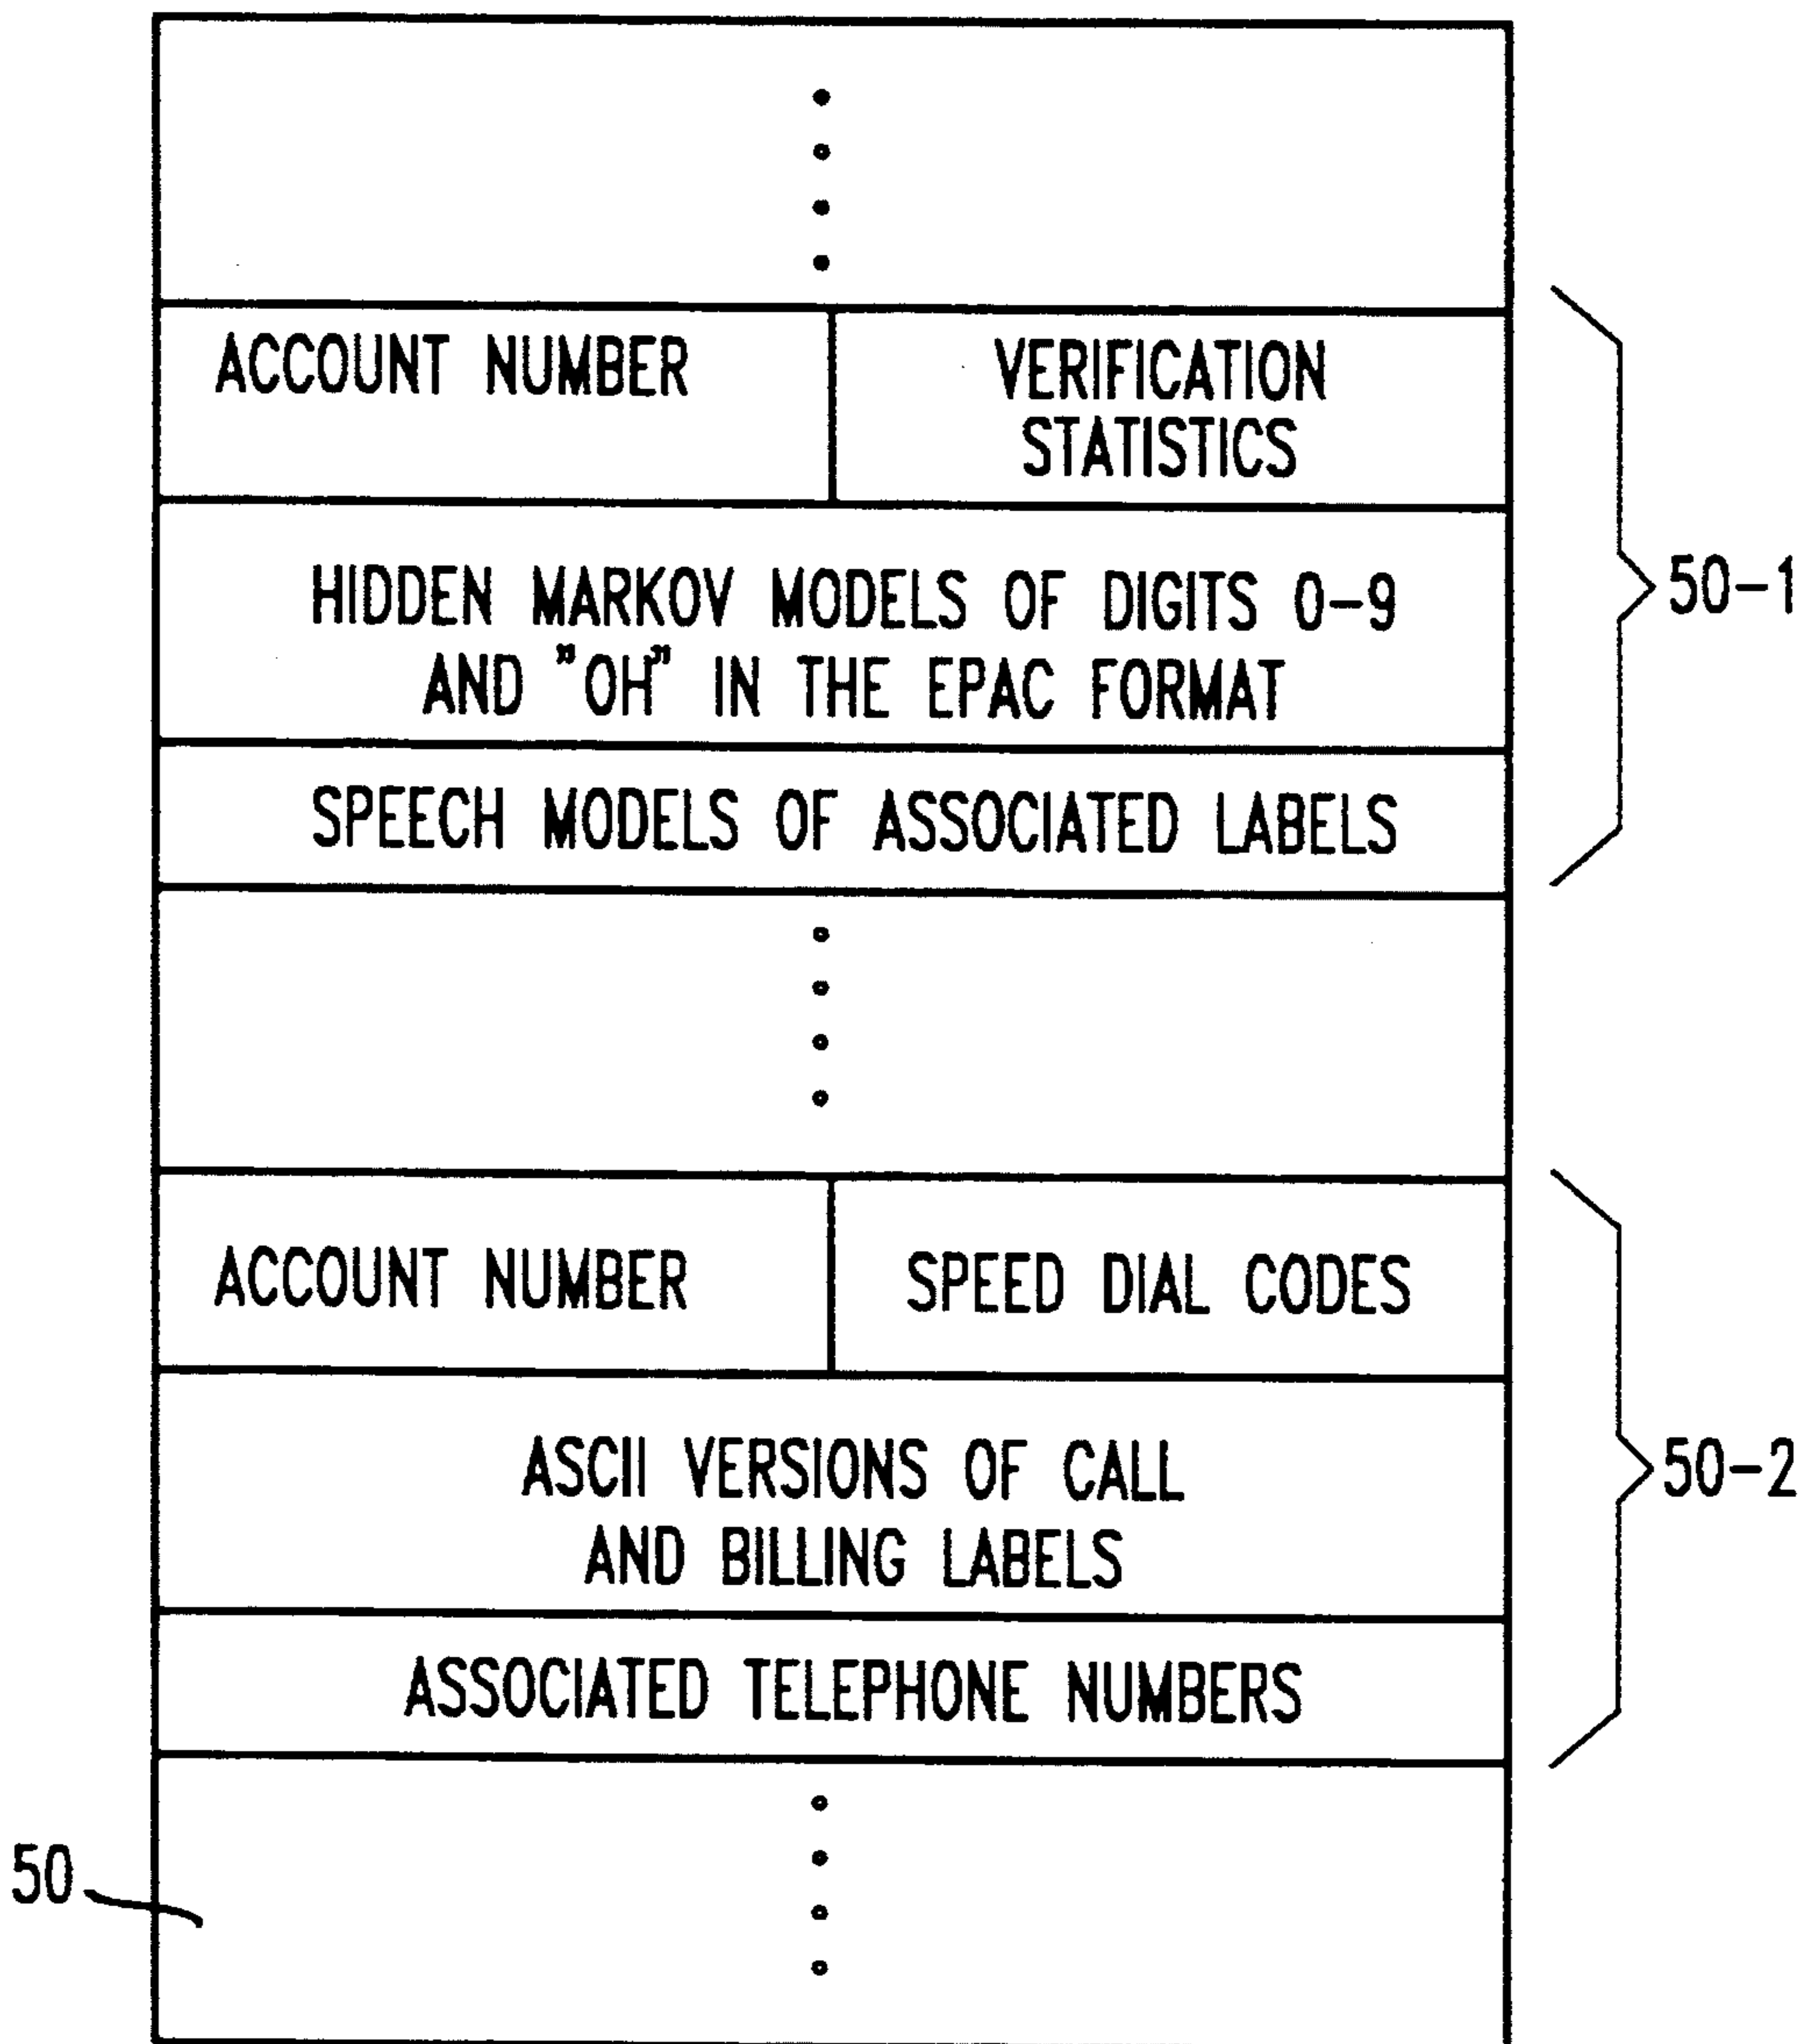 ACCOUNT NUMBER
VERIFICATION
STATISTICS
HIDDEN MARKOV MODELS OF DIGITS 0-9
AND "OH" IN THE EPAC FORMAT
50-1
SPEECH MODELS OF ASSOCIATED LABELS
ACCOUNT NUMBER
SPEED DIAL CODES
ASCII VERSIONS OF CALL
AND BILLING LABELS
50-2
ASSOCIATED TELEPHONE NUMBERS
50